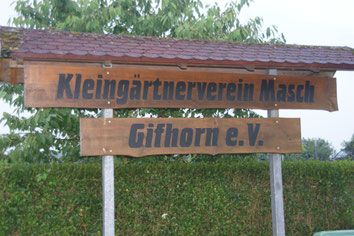 Kleingärtnerverein Masch
Gifhorn e.V.